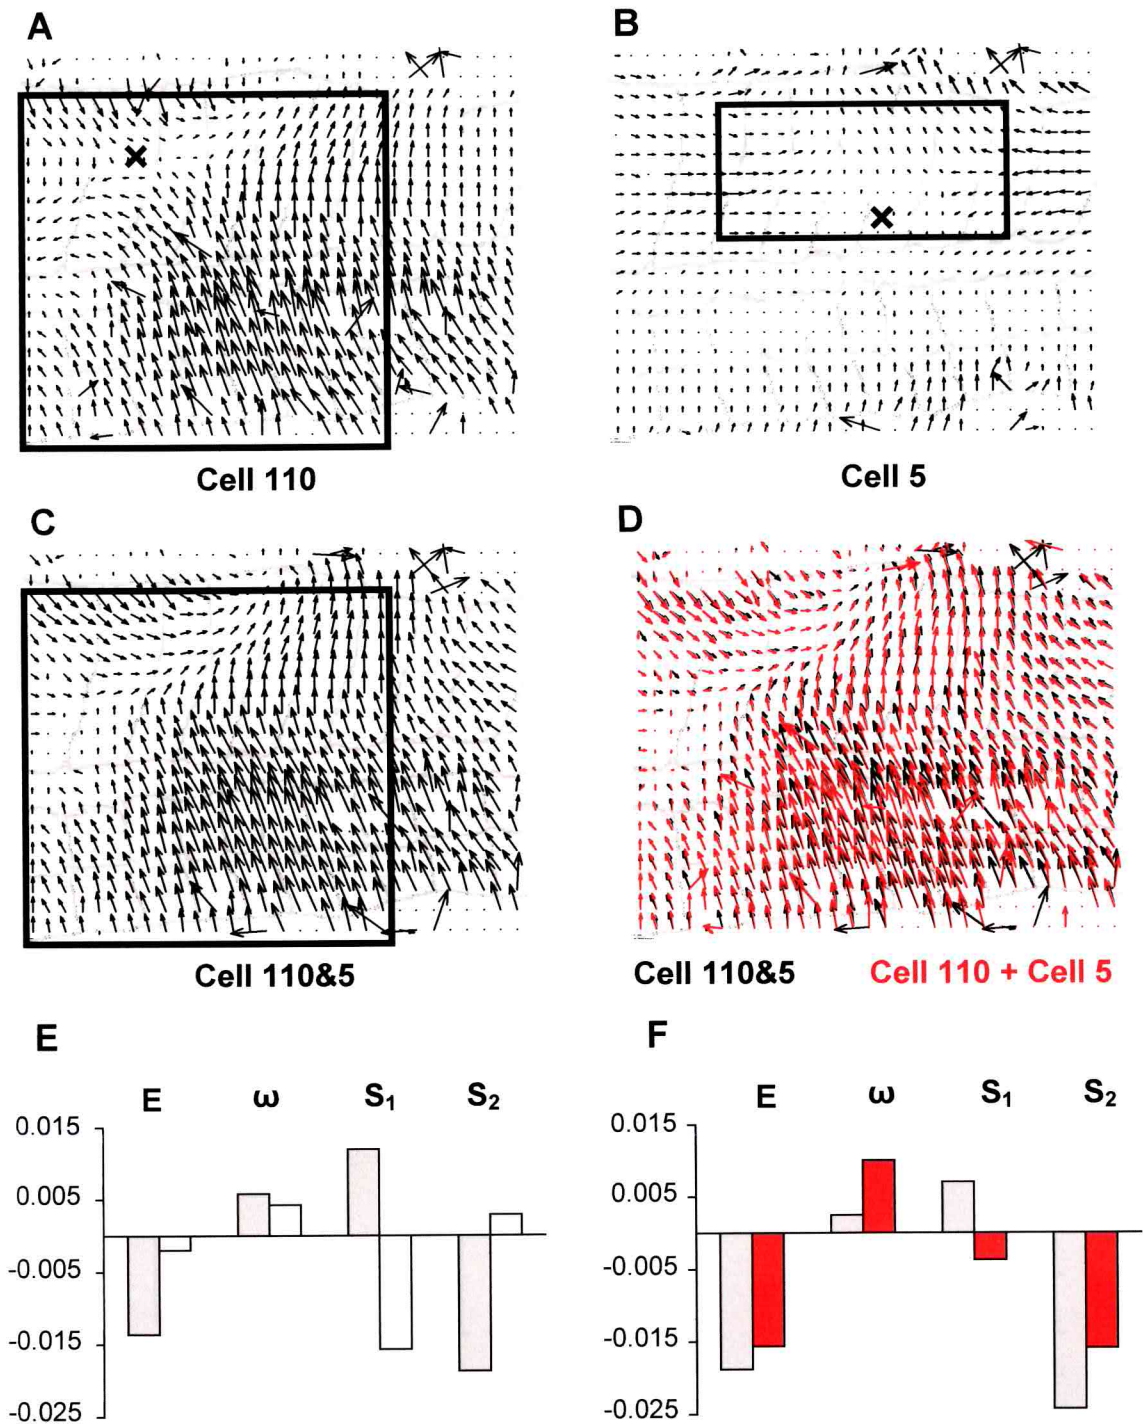 A
B
Cell 110
Cell 5
C
D
Cell 110&5
Cell 110&5
Cell 110 + Cell 5
E
F
E ω S₁ S₂
0.015
0.005
-0.005
-0.015
-0.025
E ω S₁ S₂
0.015
0.005
-0.005
-0.015
-0.025